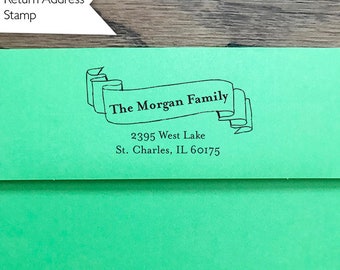 Return Address
Stamp
The Morgan Family
2395 West Lake
St. Charles, IL 60175